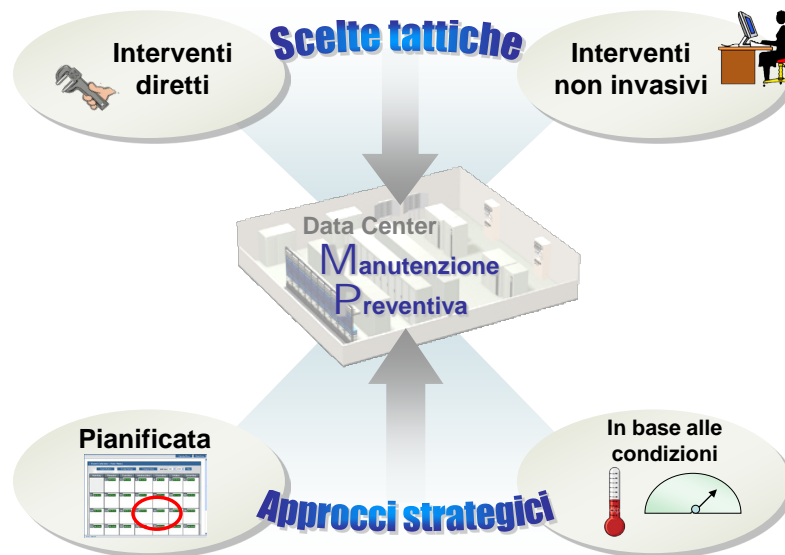 Scelte tattiche
Interventi
diretti
Interventi
non invasivi
Data Center
Manutenzione
Preventiva
Pianificata
In base alle
condizioni
Approcci strategici